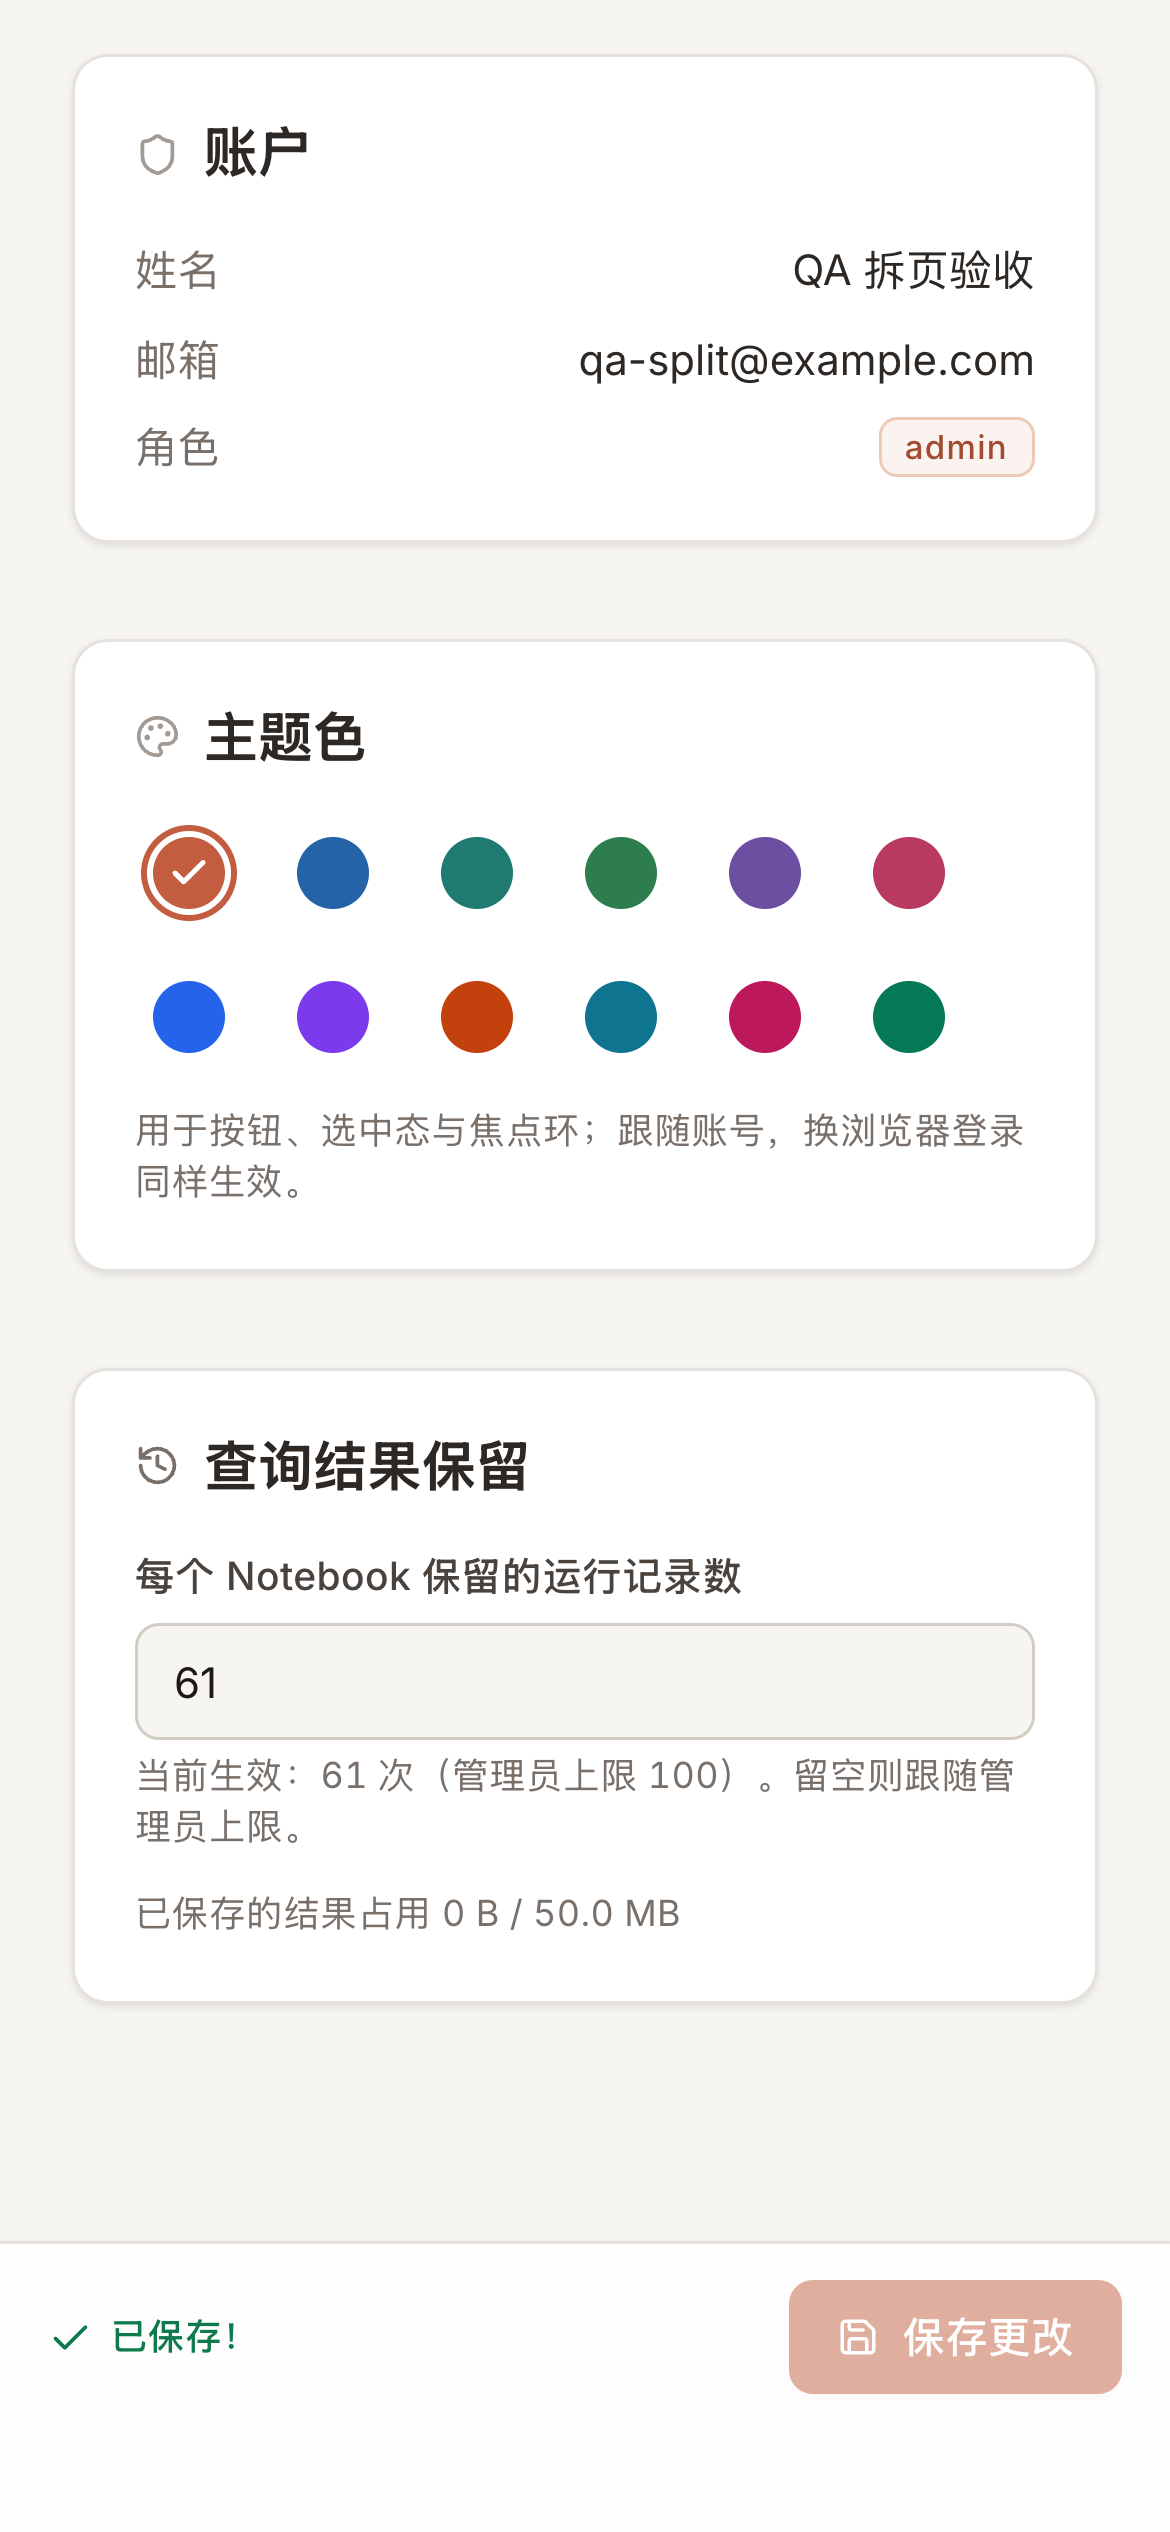 账户
姓名 QA 拆页验收
邮箱 qa-split@example.com
角色 admin
主题色
用于按钮、选中态与焦点环；跟随账号，换浏览器登录
同样生效。
查询结果保留
每个 Notebook 保留的运行记录数
61
当前生效：61 次（管理员上限 100）。留空则跟随管
理员上限。
已保存的结果占用 0 B / 50.0 MB
已保存！ 保存更改